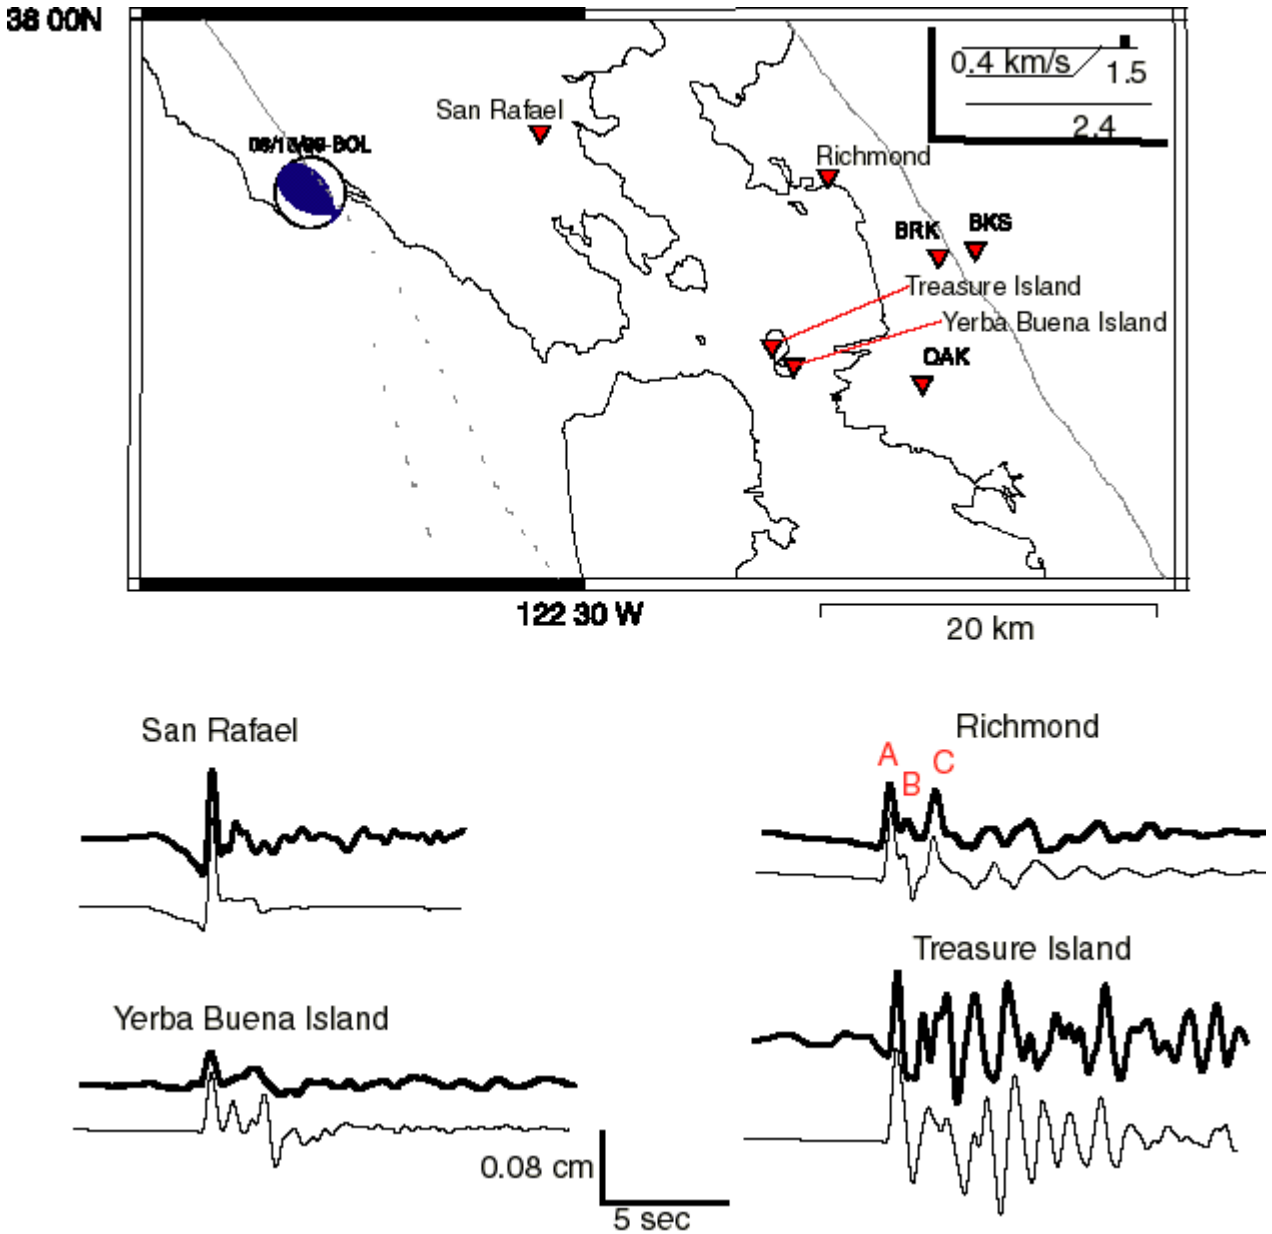 38 00N
San Rafael
0.4 km/s
1.5
2.4
Richmond
BRK
BKS
Treasure Island
Yerba Buena Island
OAK
122 30 W
20 km
San Rafael
Richmond
A
B
C
Treasure Island
Yerba Buena Island
0.08 cm
5 sec